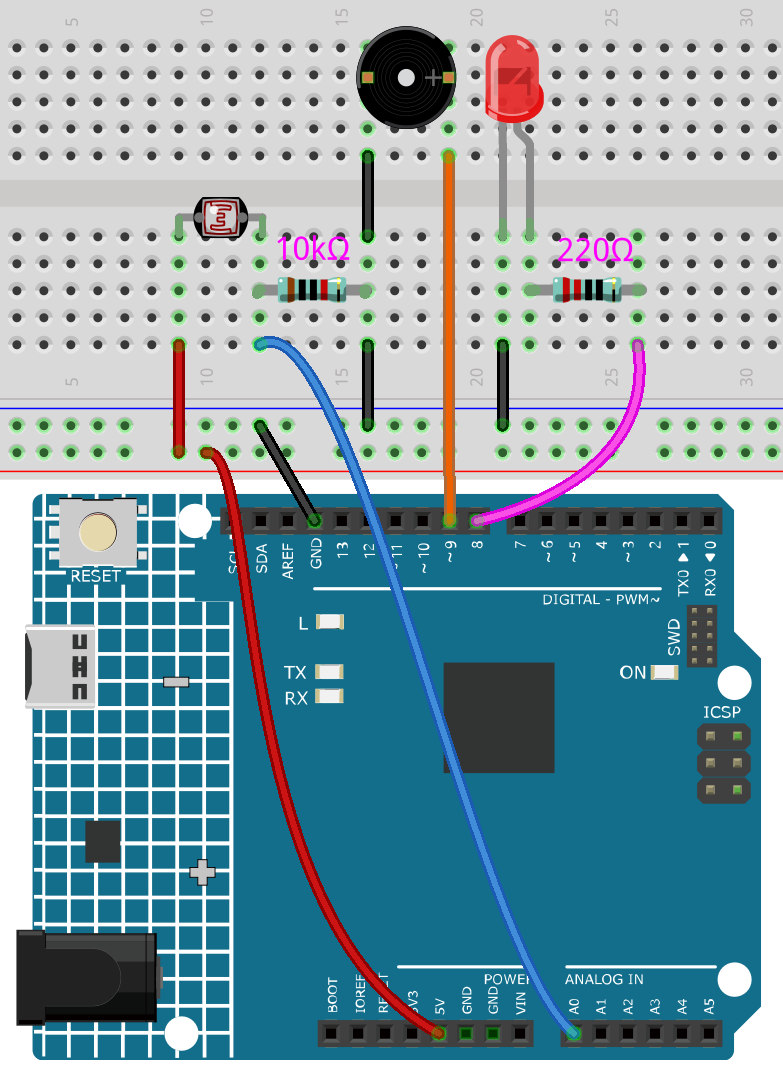 5 10 15 20 25 30
10kΩ 220Ω
5 10 15 20 25 30
RESET
SCL SDA AREF GND 13 12 ~11 ~10 ~9 8 7 ~6 ~5 4 ~3 2 TX0▶1 RX0◀0
DIGITAL - PWM~
L
TX
RX
SWD
ON
ICSP
POWER ANALOG IN
BOOT IOREF RESET 3V3 5V GND GND VIN A0 A1 A2 A3 A4 A5